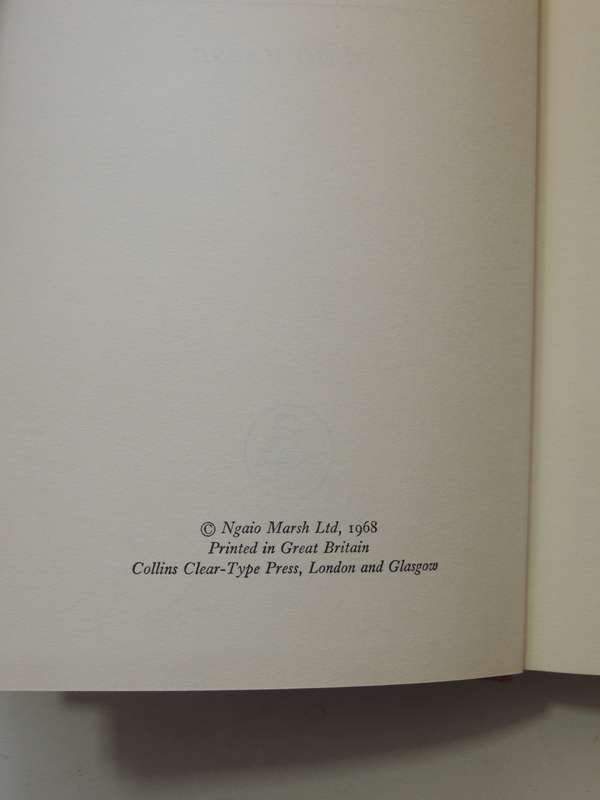 © Ngaio Marsh Ltd, 1968
Printed in Great Britain
Collins Clear-Type Press, London and Glasgow